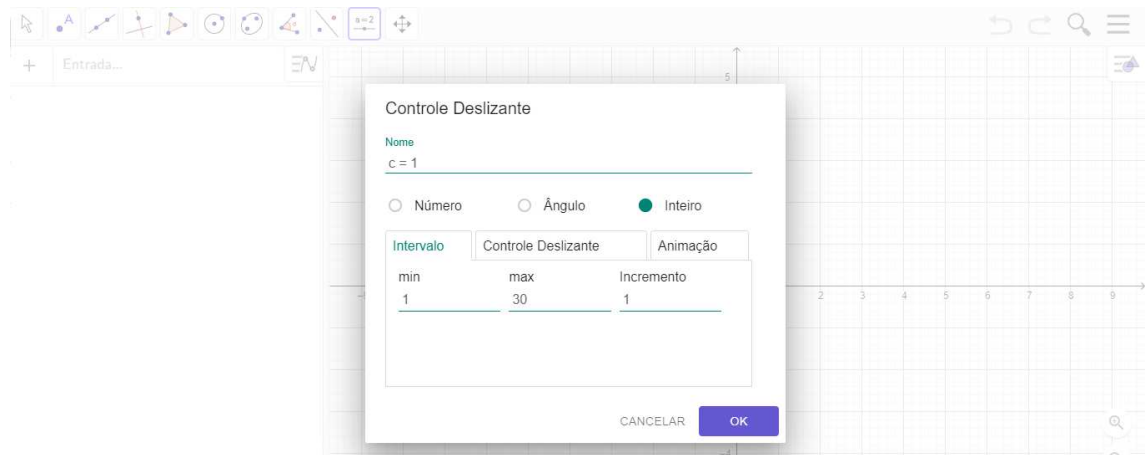 A
a=2
+ Entrada...
5
Controle Deslizante
Nome
c = 1
Número Ângulo Inteiro
Intervalo Controle Deslizante Animação
min max Incremento
1 30 1
2 3 4 5 6 7 8 9
CANCELAR OK